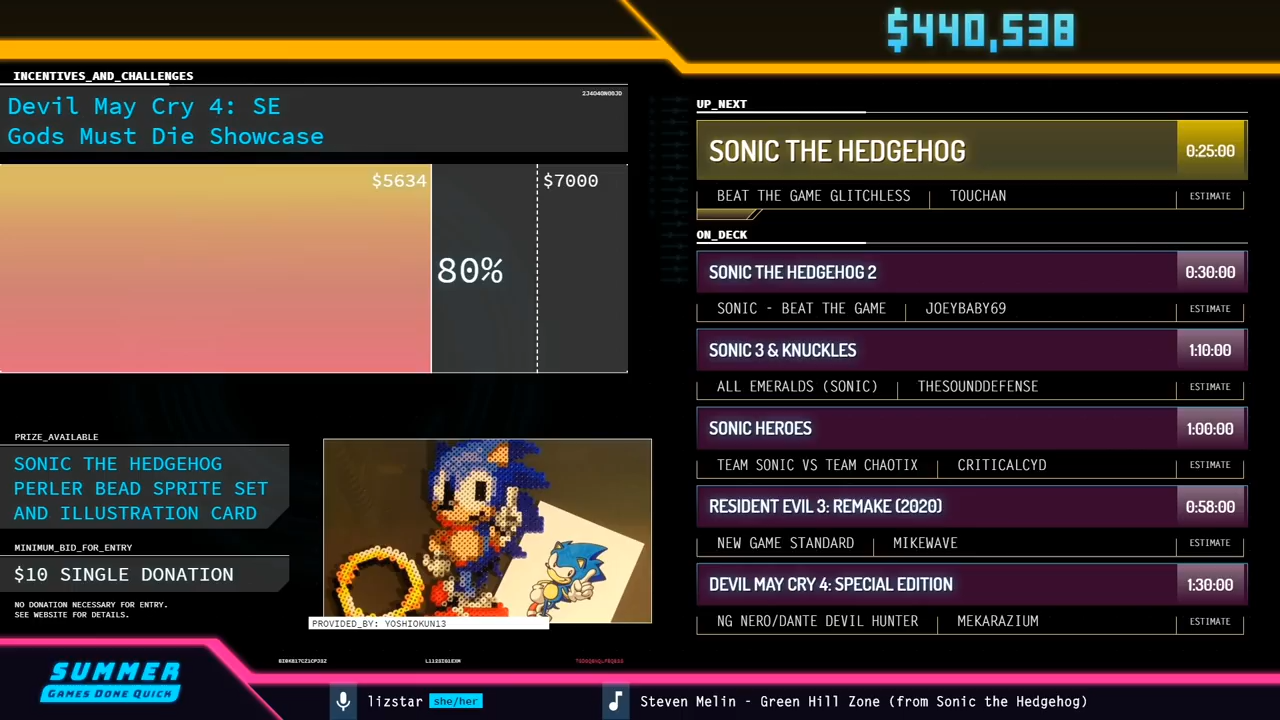 $440,538
INCENTIVES_AND_CHALLENGES
Devil May Cry 4: SE
Gods Must Die Showcase
$5634
$7000
80%
PRIZE_AVAILABLE
SONIC THE HEDGEHOG
PERLER BEAD SPRITE SET
AND ILLUSTRATION CARD
MINIMUM_BID_FOR_ENTRY
$10 SINGLE DONATION
NO DONATION NECESSARY FOR ENTRY.
SEE WEBSITE FOR DETAILS.
PROVIDED_BY: YOSHIOKUN13
UP_NEXT
SONIC THE HEDGEHOG 0:25:00
BEAT THE GAME GLITCHLESS TOUCHAN ESTIMATE
ON_DECK
SONIC THE HEDGEHOG 2 0:30:00
SONIC - BEAT THE GAME JOEYBABY69 ESTIMATE
SONIC 3 & KNUCKLES 1:10:00
ALL EMERALDS (SONIC) THESOUNDDEFENSE ESTIMATE
SONIC HEROES 1:00:00
TEAM SONIC VS TEAM CHAOTIX CRITICALCYD ESTIMATE
RESIDENT EVIL 3: REMAKE (2020) 0:58:00
NEW GAME STANDARD MIKEWAVE ESTIMATE
DEVIL MAY CRY 4: SPECIAL EDITION 1:30:00
NG NERO/DANTE DEVIL HUNTER MEKARAZIUM ESTIMATE
SUMMER
GAMES DONE QUICK
lizstar she/her
Steven Melin - Green Hill Zone (from Sonic the Hedgehog)